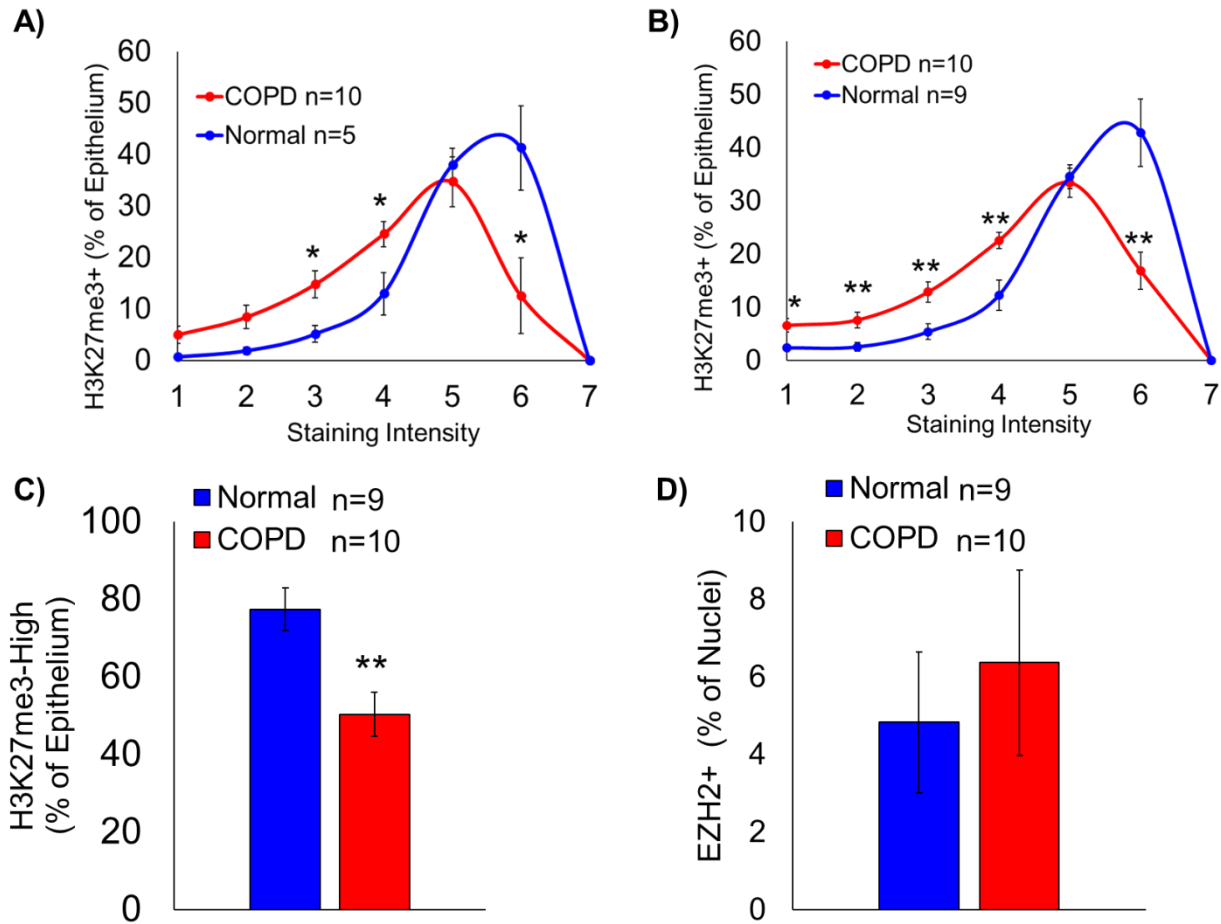 A)
H3K27me3+ (% of Epithelium)
60
50
40
30
20
10
0
COPD n=10
Normal n=5
*
*
*
1 2 3 4 5 6 7
Staining Intensity
B)
H3K27me3+ (% of Epithelium)
60
50
40
30
20
10
0
COPD n=10
Normal n=9
*
**
**
**
**
1 2 3 4 5 6 7
Staining Intensity
C)
Normal n=9
COPD n=10
H3K27me3-High
(% of Epithelium)
100
80
60
40
20
0
**
D)
Normal n=9
COPD n=10
EZH2+ (% of Nuclei)
10
8
6
4
2
0